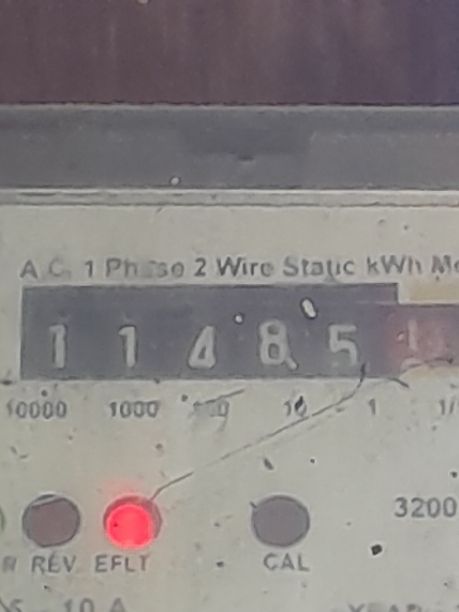 A.C. 1 Phase 2 Wire Static kWh
1 1 4 8 5
10000 1000 10 1
3200
REV EFLT CAL
10 A